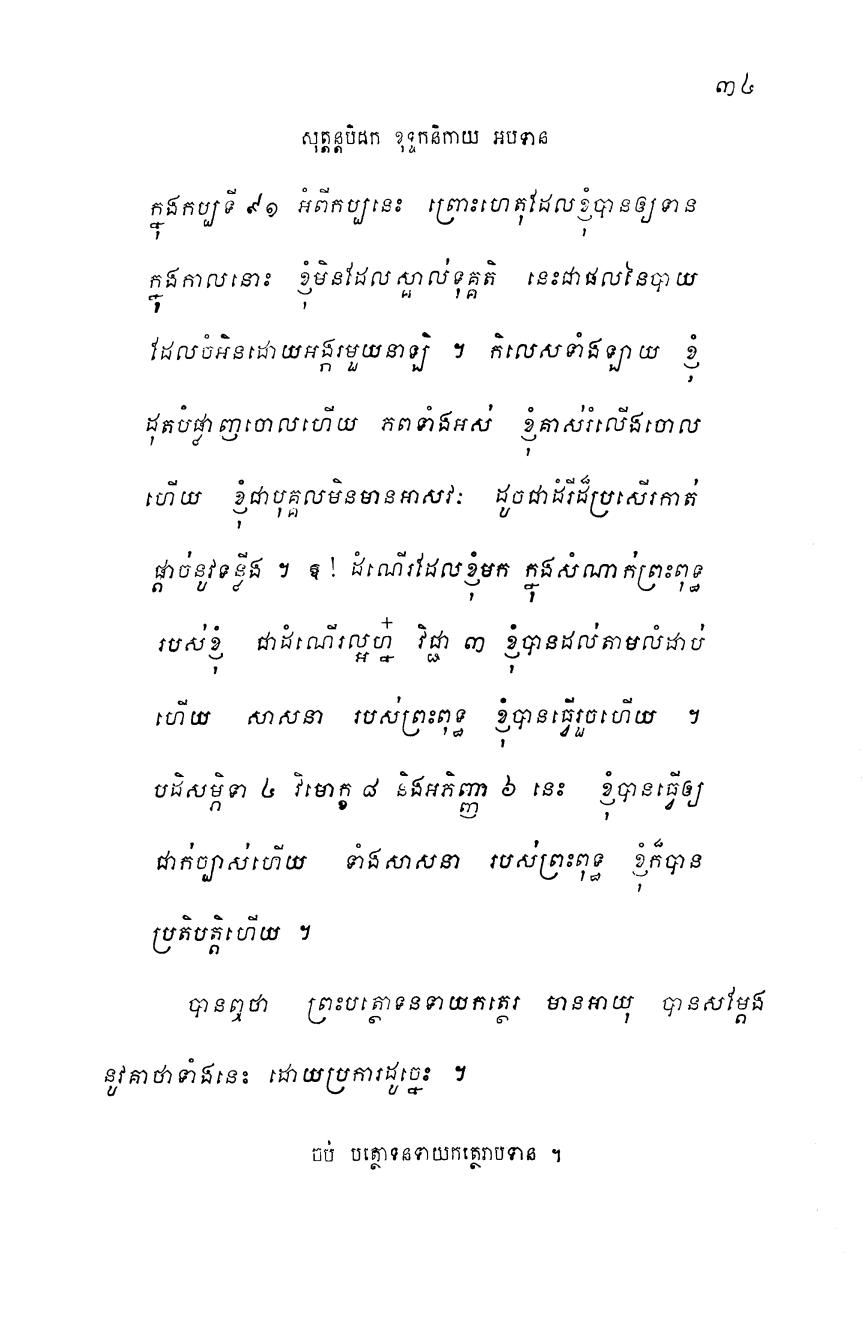 ៣៤
សុត្តន្តបិដក ខុទ្ទកនិកាយ អបទាន
ក្នុងកប្បទី ៩១ អំពីកប្បនេះ ព្រោះហេតុដែលខ្ញុំបានឲ្យទាន
ក្នុងកាលនោះ ខ្ញុំមិនដែលស្គាល់ទុគ្គតិ នេះជាផលនៃបាយ
ដែលចំអិនដោយអង្ករមួយនាឡិ ។ កិលេសទាំងឡាយ ខ្ញុំ
ដុតបំផ្លាញចោលហើយ ភពទាំងអស់ ខ្ញុំគាស់រំលើងចោល
ហើយ ខ្ញុំជាបុគ្គលមិនមានអាសវៈ ដូចជាដំរីដ៏ប្រសើរកាត់
ផ្តាច់នូវទន្លីង ។ ឱ! ដំណើរដែលខ្ញុំមក ក្នុងសំណាក់ព្រះពុទ្ធ
របស់ខ្ញុំ ជាដំណើរល្អហ្ន៎ វិជ្ជា ៣ ខ្ញុំបានដល់តាមលំដាប់
ហើយ សាសនា របស់ព្រះពុទ្ធ ខ្ញុំបានធ្វើរួចហើយ ។
បដិសម្ភិទា ៤ វិមោក្ខ ៨ និងអភិញ្ញា ៦ នេះ ខ្ញុំបានធ្វើឲ្យ
ជាក់ច្បាស់ហើយ ទាំងសាសនា របស់ព្រះពុទ្ធ ខ្ញុំក៏បាន
ប្រតិបត្តិហើយ ។
បានឮថា ព្រះបត្ថោទនទាយកត្ថេរ មានអាយុ បានសម្តែង
នូវគាថាទាំងនេះ ដោយប្រការដូច្នេះ ។
ចប់ បត្ថោទនទាយកត្ថេរាបទាន ។